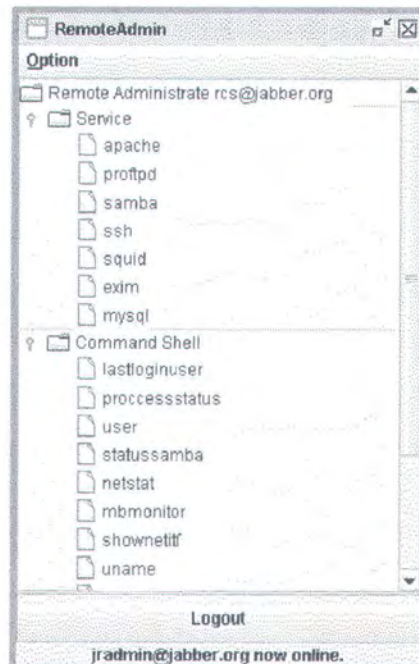 RemoteAdmin
Option
Remote Administrate rcs@jabber.org
Service
apache
proftpd
samba
ssh
squid
exim
mysql
Command Shell
lastloginuser
proccessstatus
user
statussamba
netstat
mbmonitor
shownetitf
uname
Logout
jradmin@jabber.org now online.